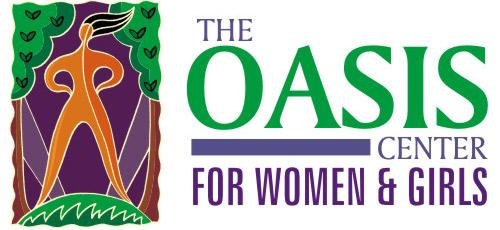 THE
OASIS
CENTER
FOR WOMEN & GIRLS